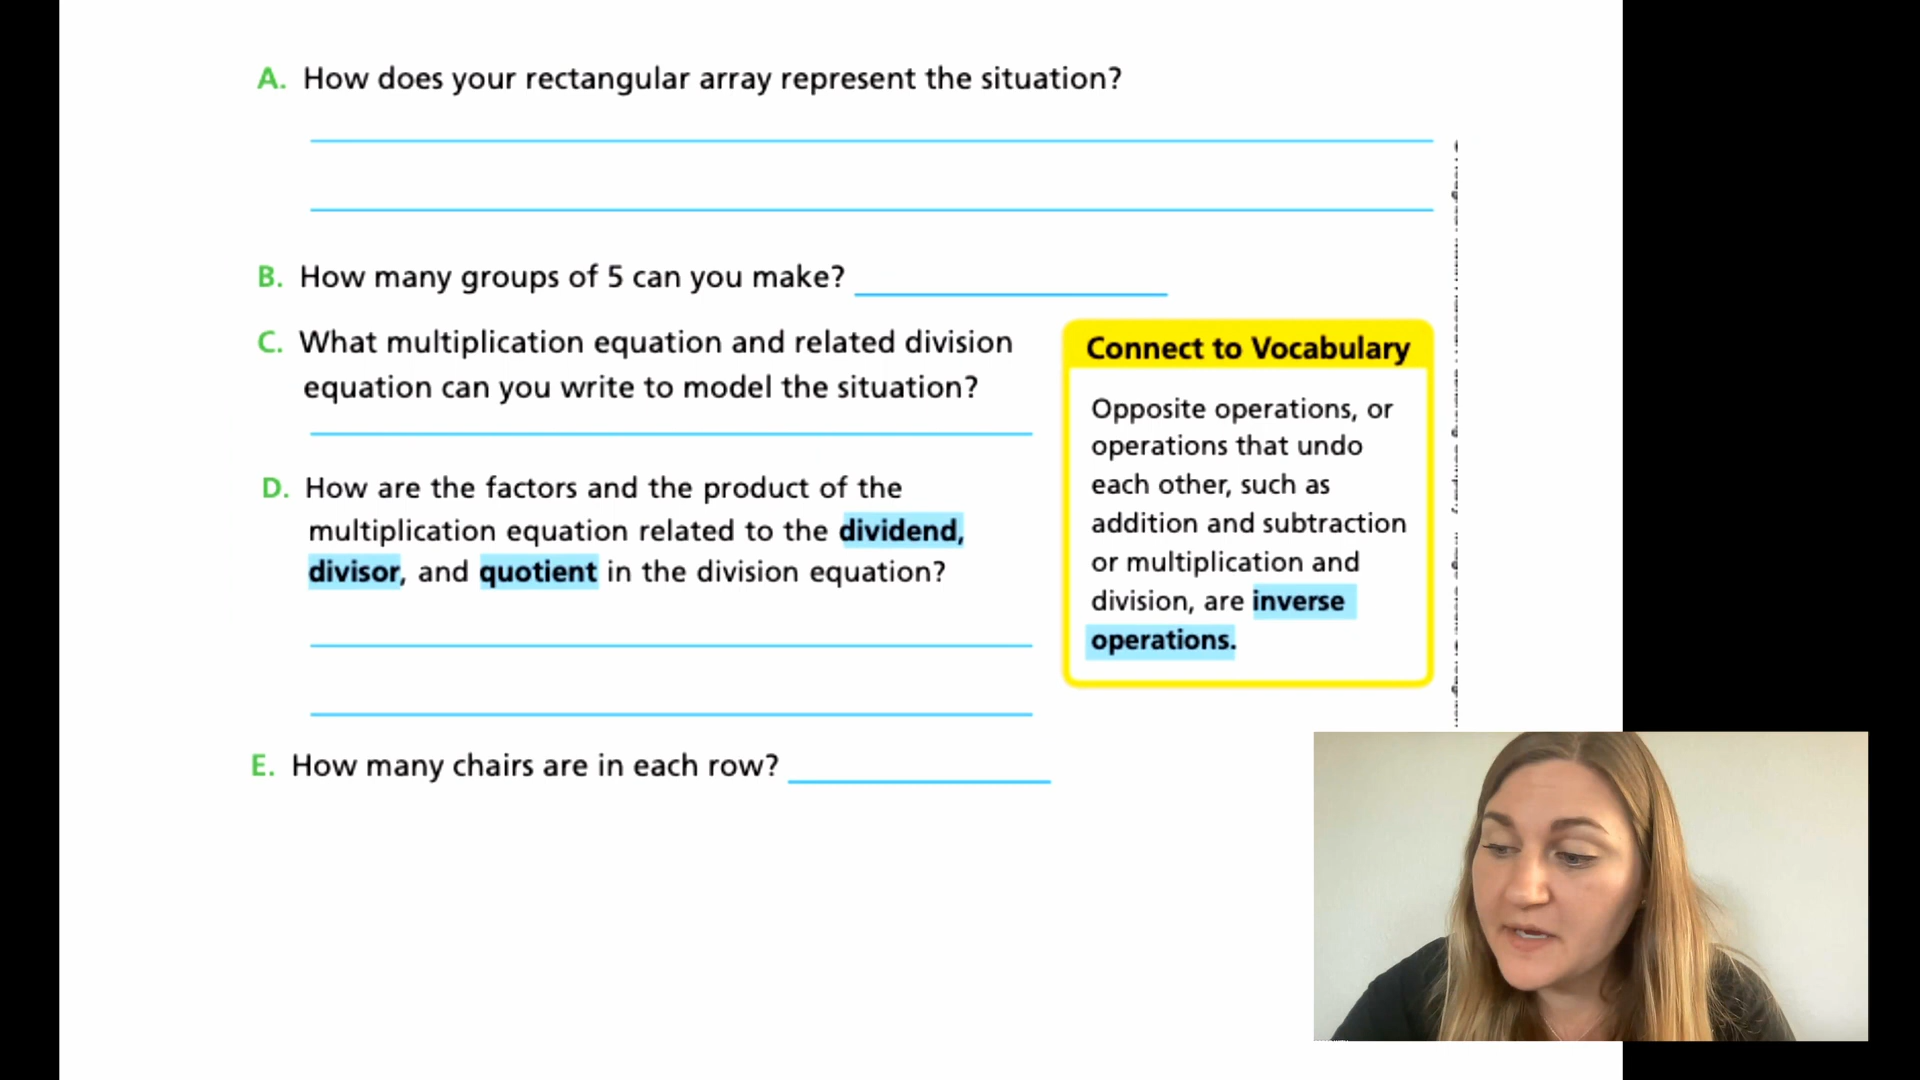 A. How does your rectangular array represent the situation?
B. How many groups of 5 can you make?
C. What multiplication equation and related division
equation can you write to model the situation?
D. How are the factors and the product of the
multiplication equation related to the dividend,
divisor, and quotient in the division equation?
E. How many chairs are in each row?
Connect to Vocabulary
Opposite operations, or
operations that undo
each other, such as
addition and subtraction
or multiplication and
division, are inverse
operations.